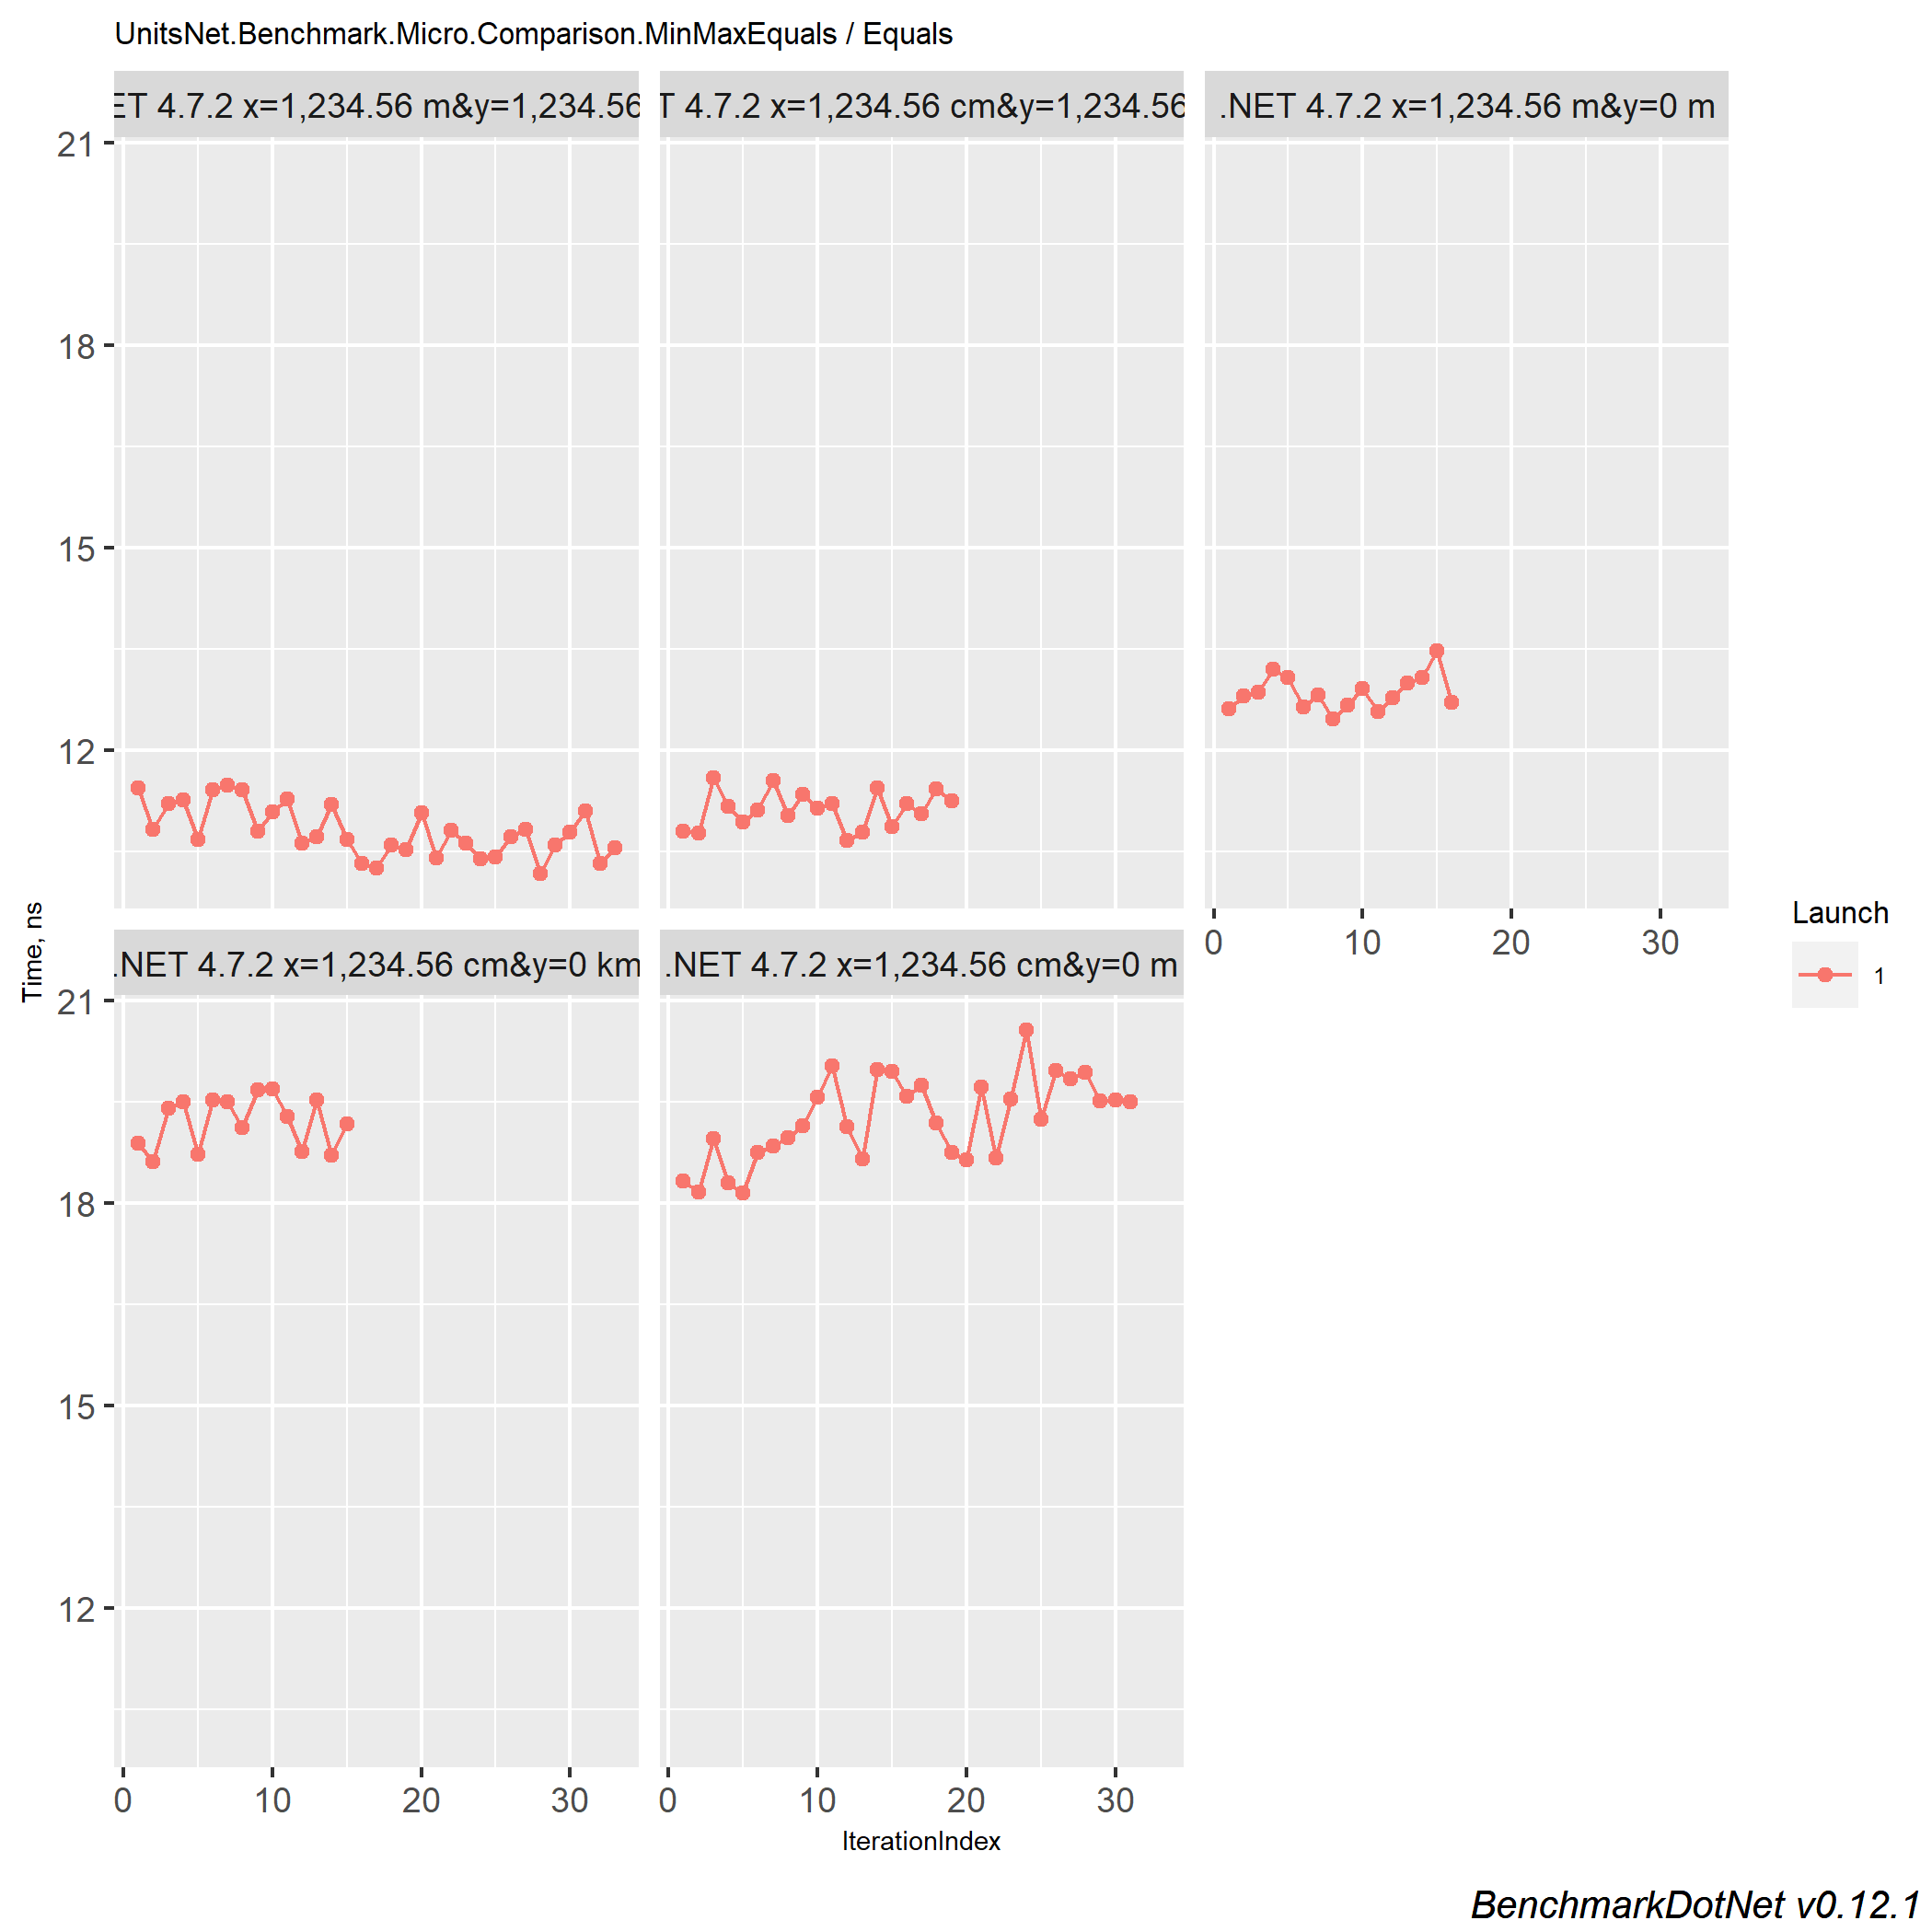 UnitsNet.Benchmark.Micro.Comparison.MinMaxEquals / Equals
ET 4.7.2 x=1,234.56 m&y=1,234.56
T 4.7.2 x=1,234.56 cm&y=1,234.56
.NET 4.7.2 x=1,234.56 m&y=0 m
21
18
15
12
0 10 20 30
Time, ns
Launch
1
.NET 4.7.2 x=1,234.56 cm&y=0 km
.NET 4.7.2 x=1,234.56 cm&y=0 m
21
18
15
12
0 10 20 30
0 10 20 30
IterationIndex
BenchmarkDotNet v0.12.1